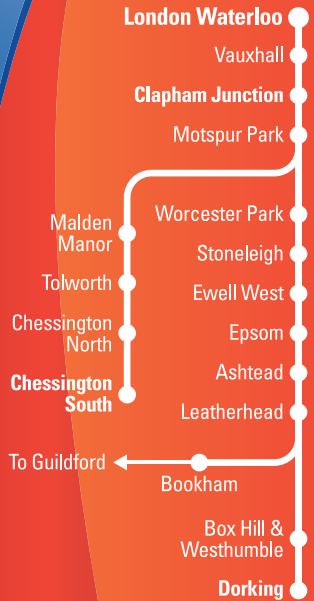 London Waterloo
Vauxhall
Clapham Junction
Motspur Park
Malden
Manor
Tolworth
Chessington
North
Chessington
South
Worcester Park
Stoneleigh
Ewell West
Epsom
Ashtead
Leatherhead
To Guildford
Bookham
Box Hill &
Westhumble
Dorking